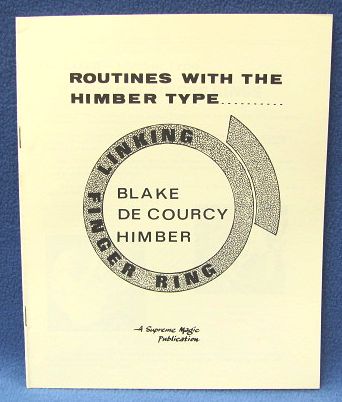 ROUTINES WITH THE
HIMBER TYPE..........
LINKING
FINGER RING
BLAKE
DE COURCY
HIMBER
A Supreme Magic
Publication